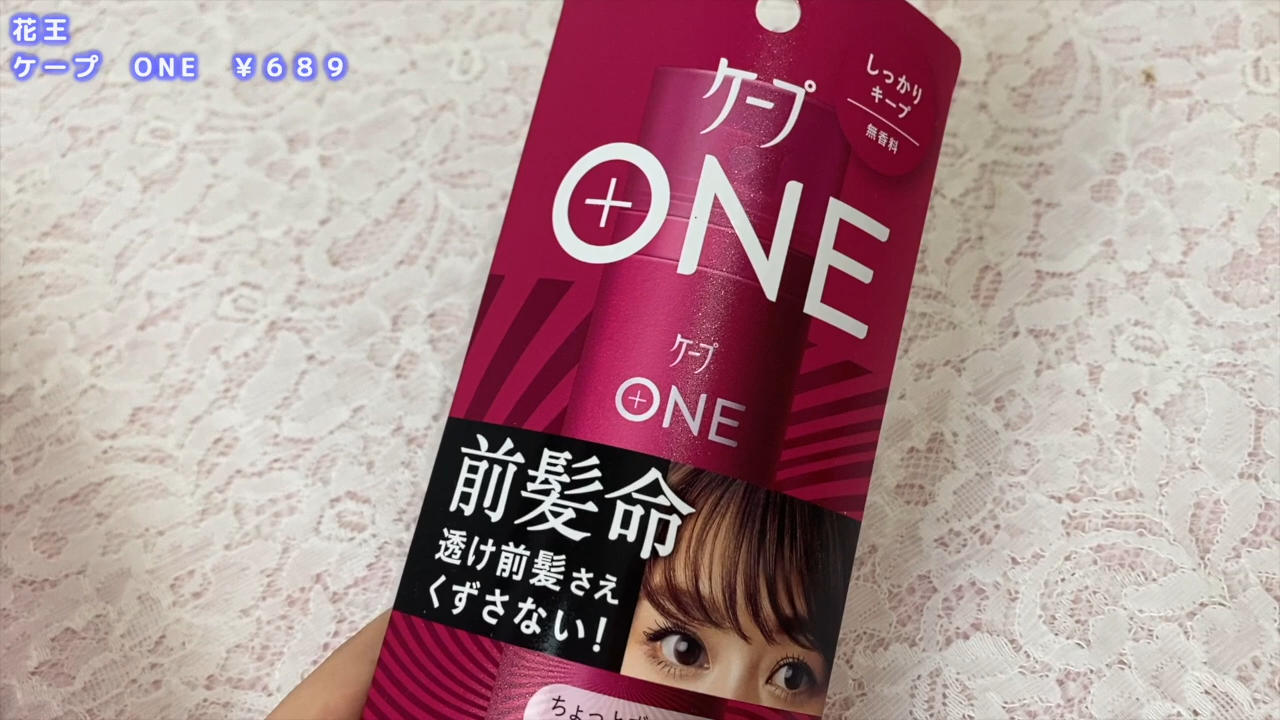 花王
ケープ　ONE　￥６８９
しっかり
キープ
無香料
ケープ
ONE
ケープ
ONE
前髪命
透け前髪さえ
くずさない！